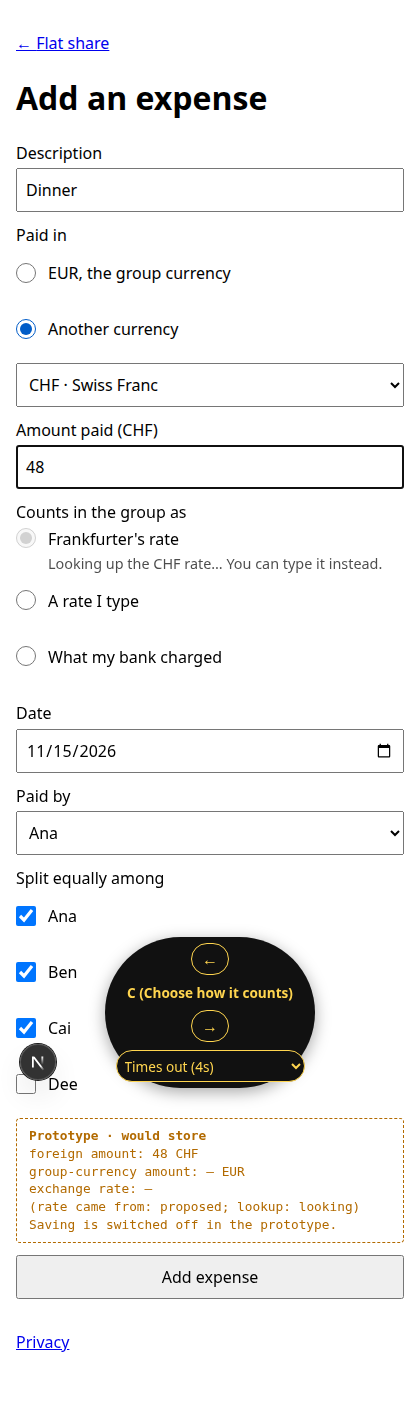 ← Flat share
Add an expense
Description
Dinner
Paid in
EUR, the group currency
Another currency
CHF · Swiss Franc
Amount paid (CHF)
48
Counts in the group as
Frankfurter's rate
Looking up the CHF rate… You can type it instead.
A rate I type
What my bank charged
Date
11/15/2026
Paid by
Ana
Split equally among
Ana
Ben
Cai
Dee
←
C (Choose how it counts)
→
Times out (4s)
N
Prototype · would store
foreign amount: 48 CHF
group-currency amount: — EUR
exchange rate: —
(rate came from: proposed; lookup: looking)
Saving is switched off in the prototype.
Add expense
Privacy